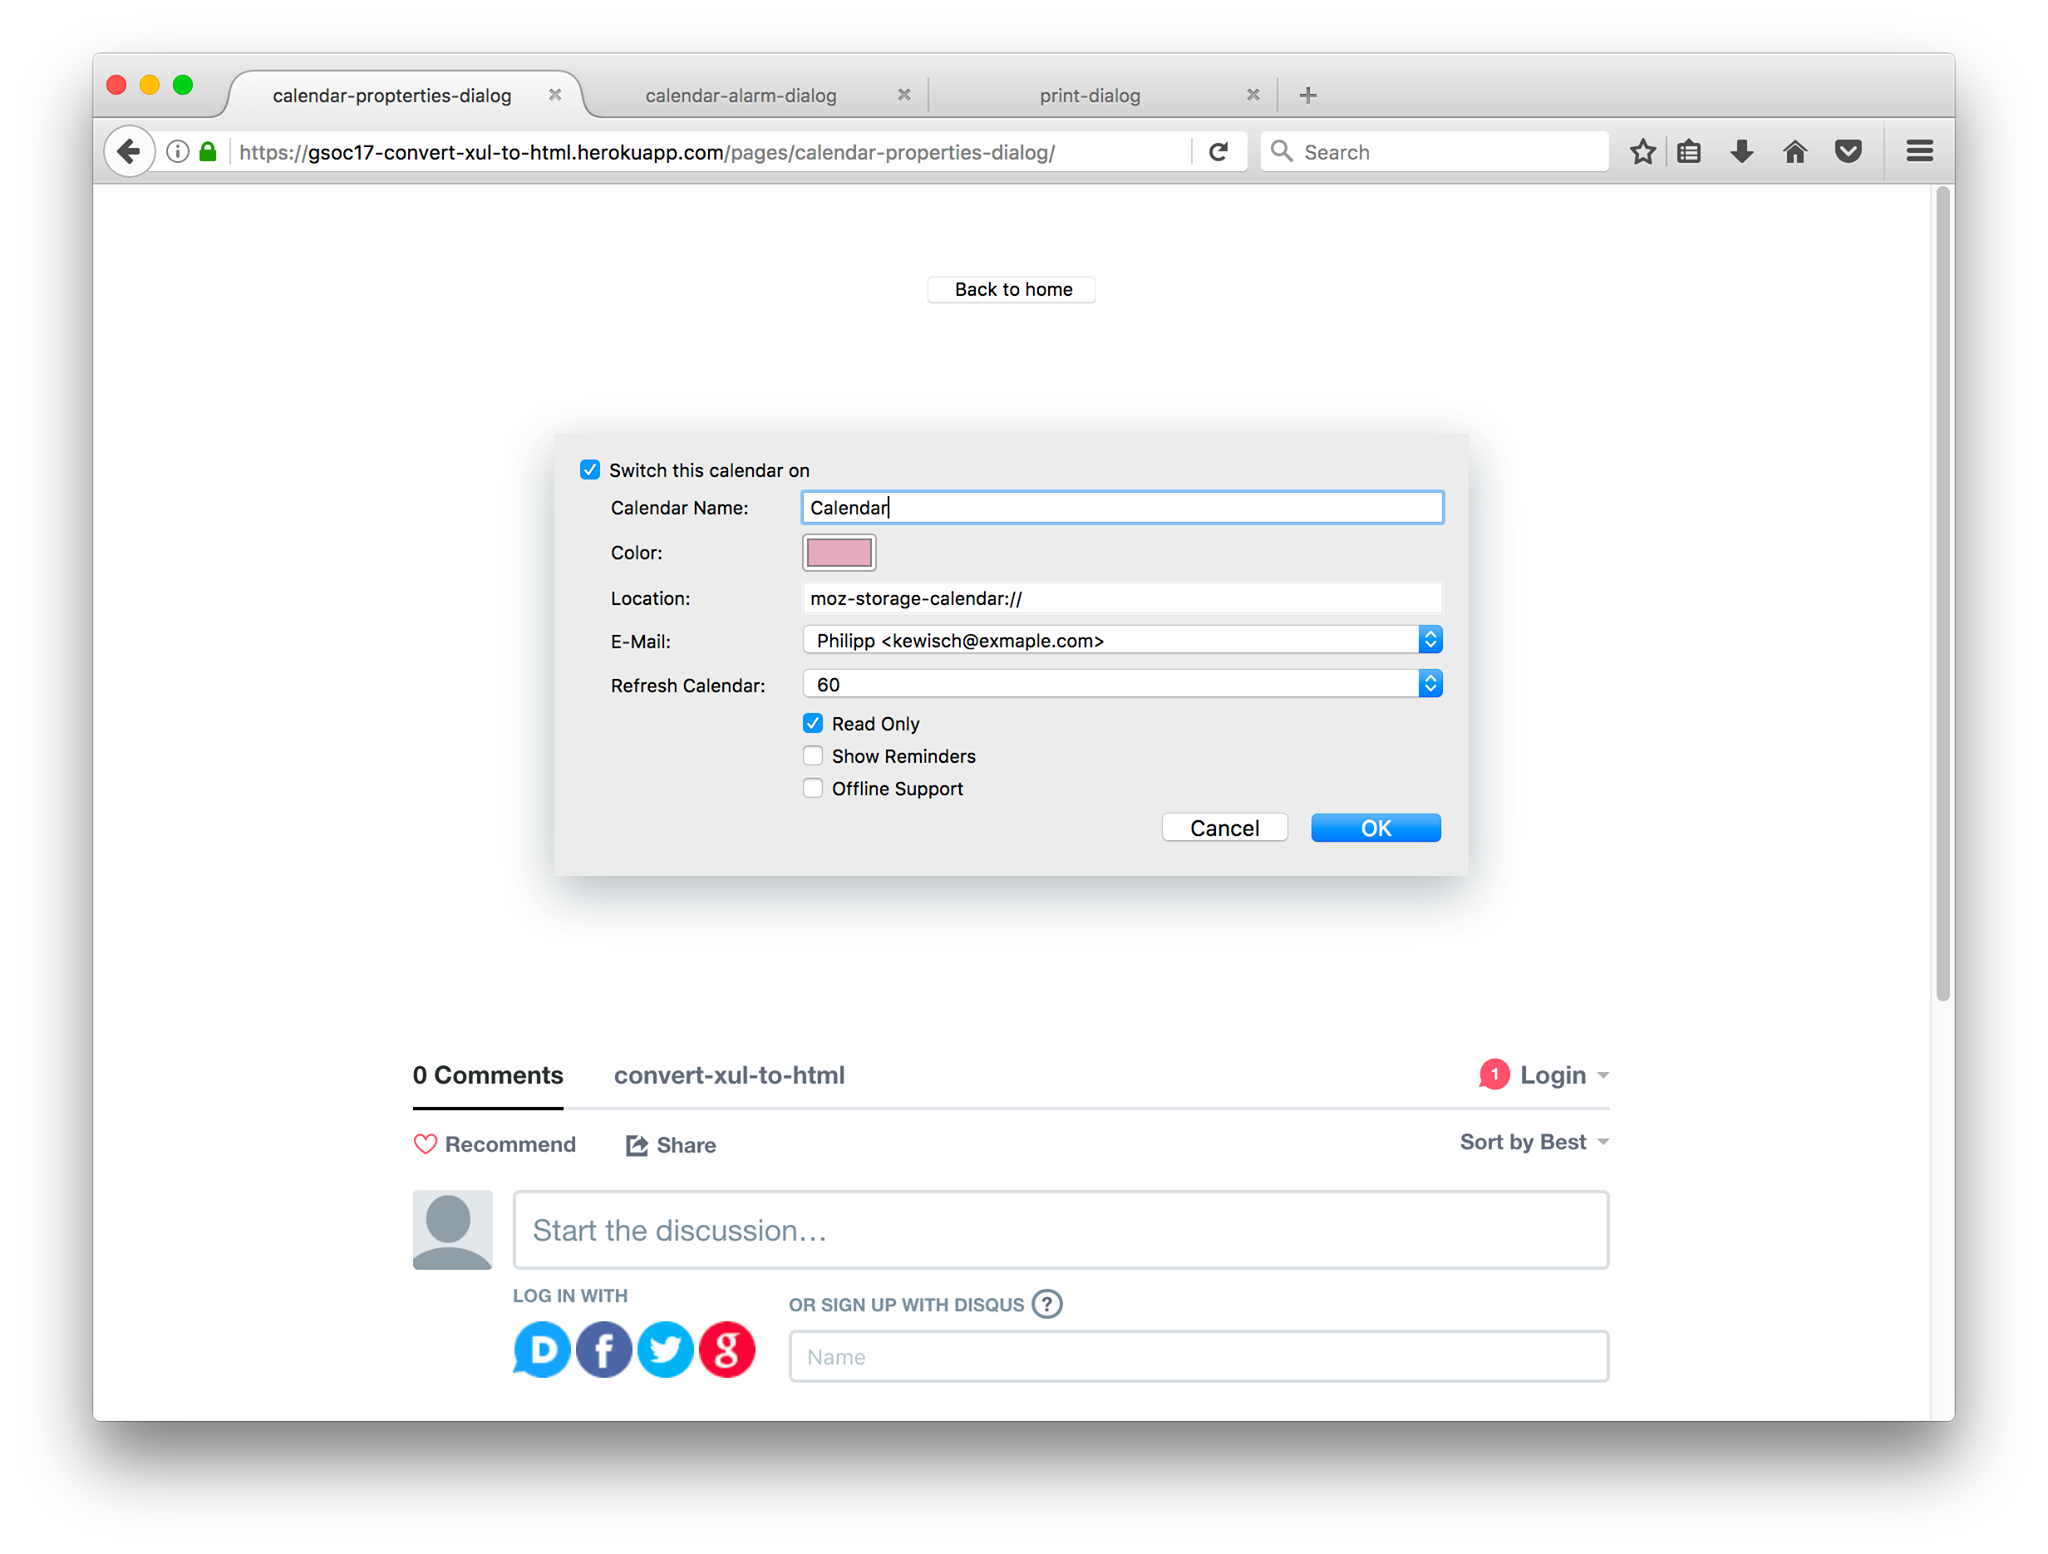 calendar-propterties-dialog
calendar-alarm-dialog
print-dialog
https://gsoc17-convert-xul-to-html.herokuapp.com/pages/calendar-properties-dialog/
Search
Back to home
Switch this calendar on
Calendar Name:
Calendar
Color:
Location:
moz-storage-calendar://
E-Mail:
Philipp <kewisch@exmaple.com>
Refresh Calendar:
60
Read Only
Show Reminders
Offline Support
Cancel
OK
0 Comments
convert-xul-to-html
1
Login
Recommend
Share
Sort by Best
Start the discussion…
LOG IN WITH
OR SIGN UP WITH DISQUS ?
D
f
g
Name